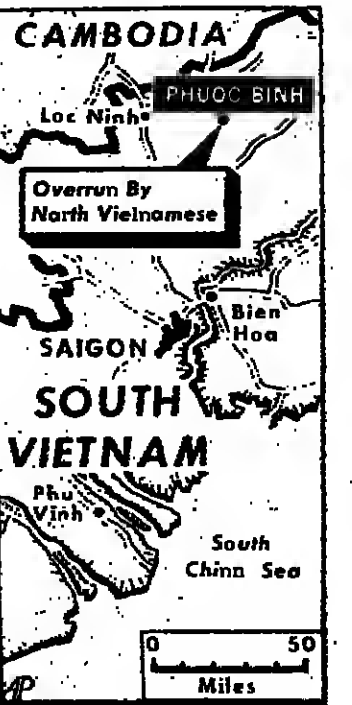 CAMBODIA
PHUOC BINH
Loc Ninh
Overrun By
North Vietnamese
Bien
Hoa
SAIGON
SOUTH
VIETNAM
Phu
Vinh
South
China Sea
0 50
Miles
AP